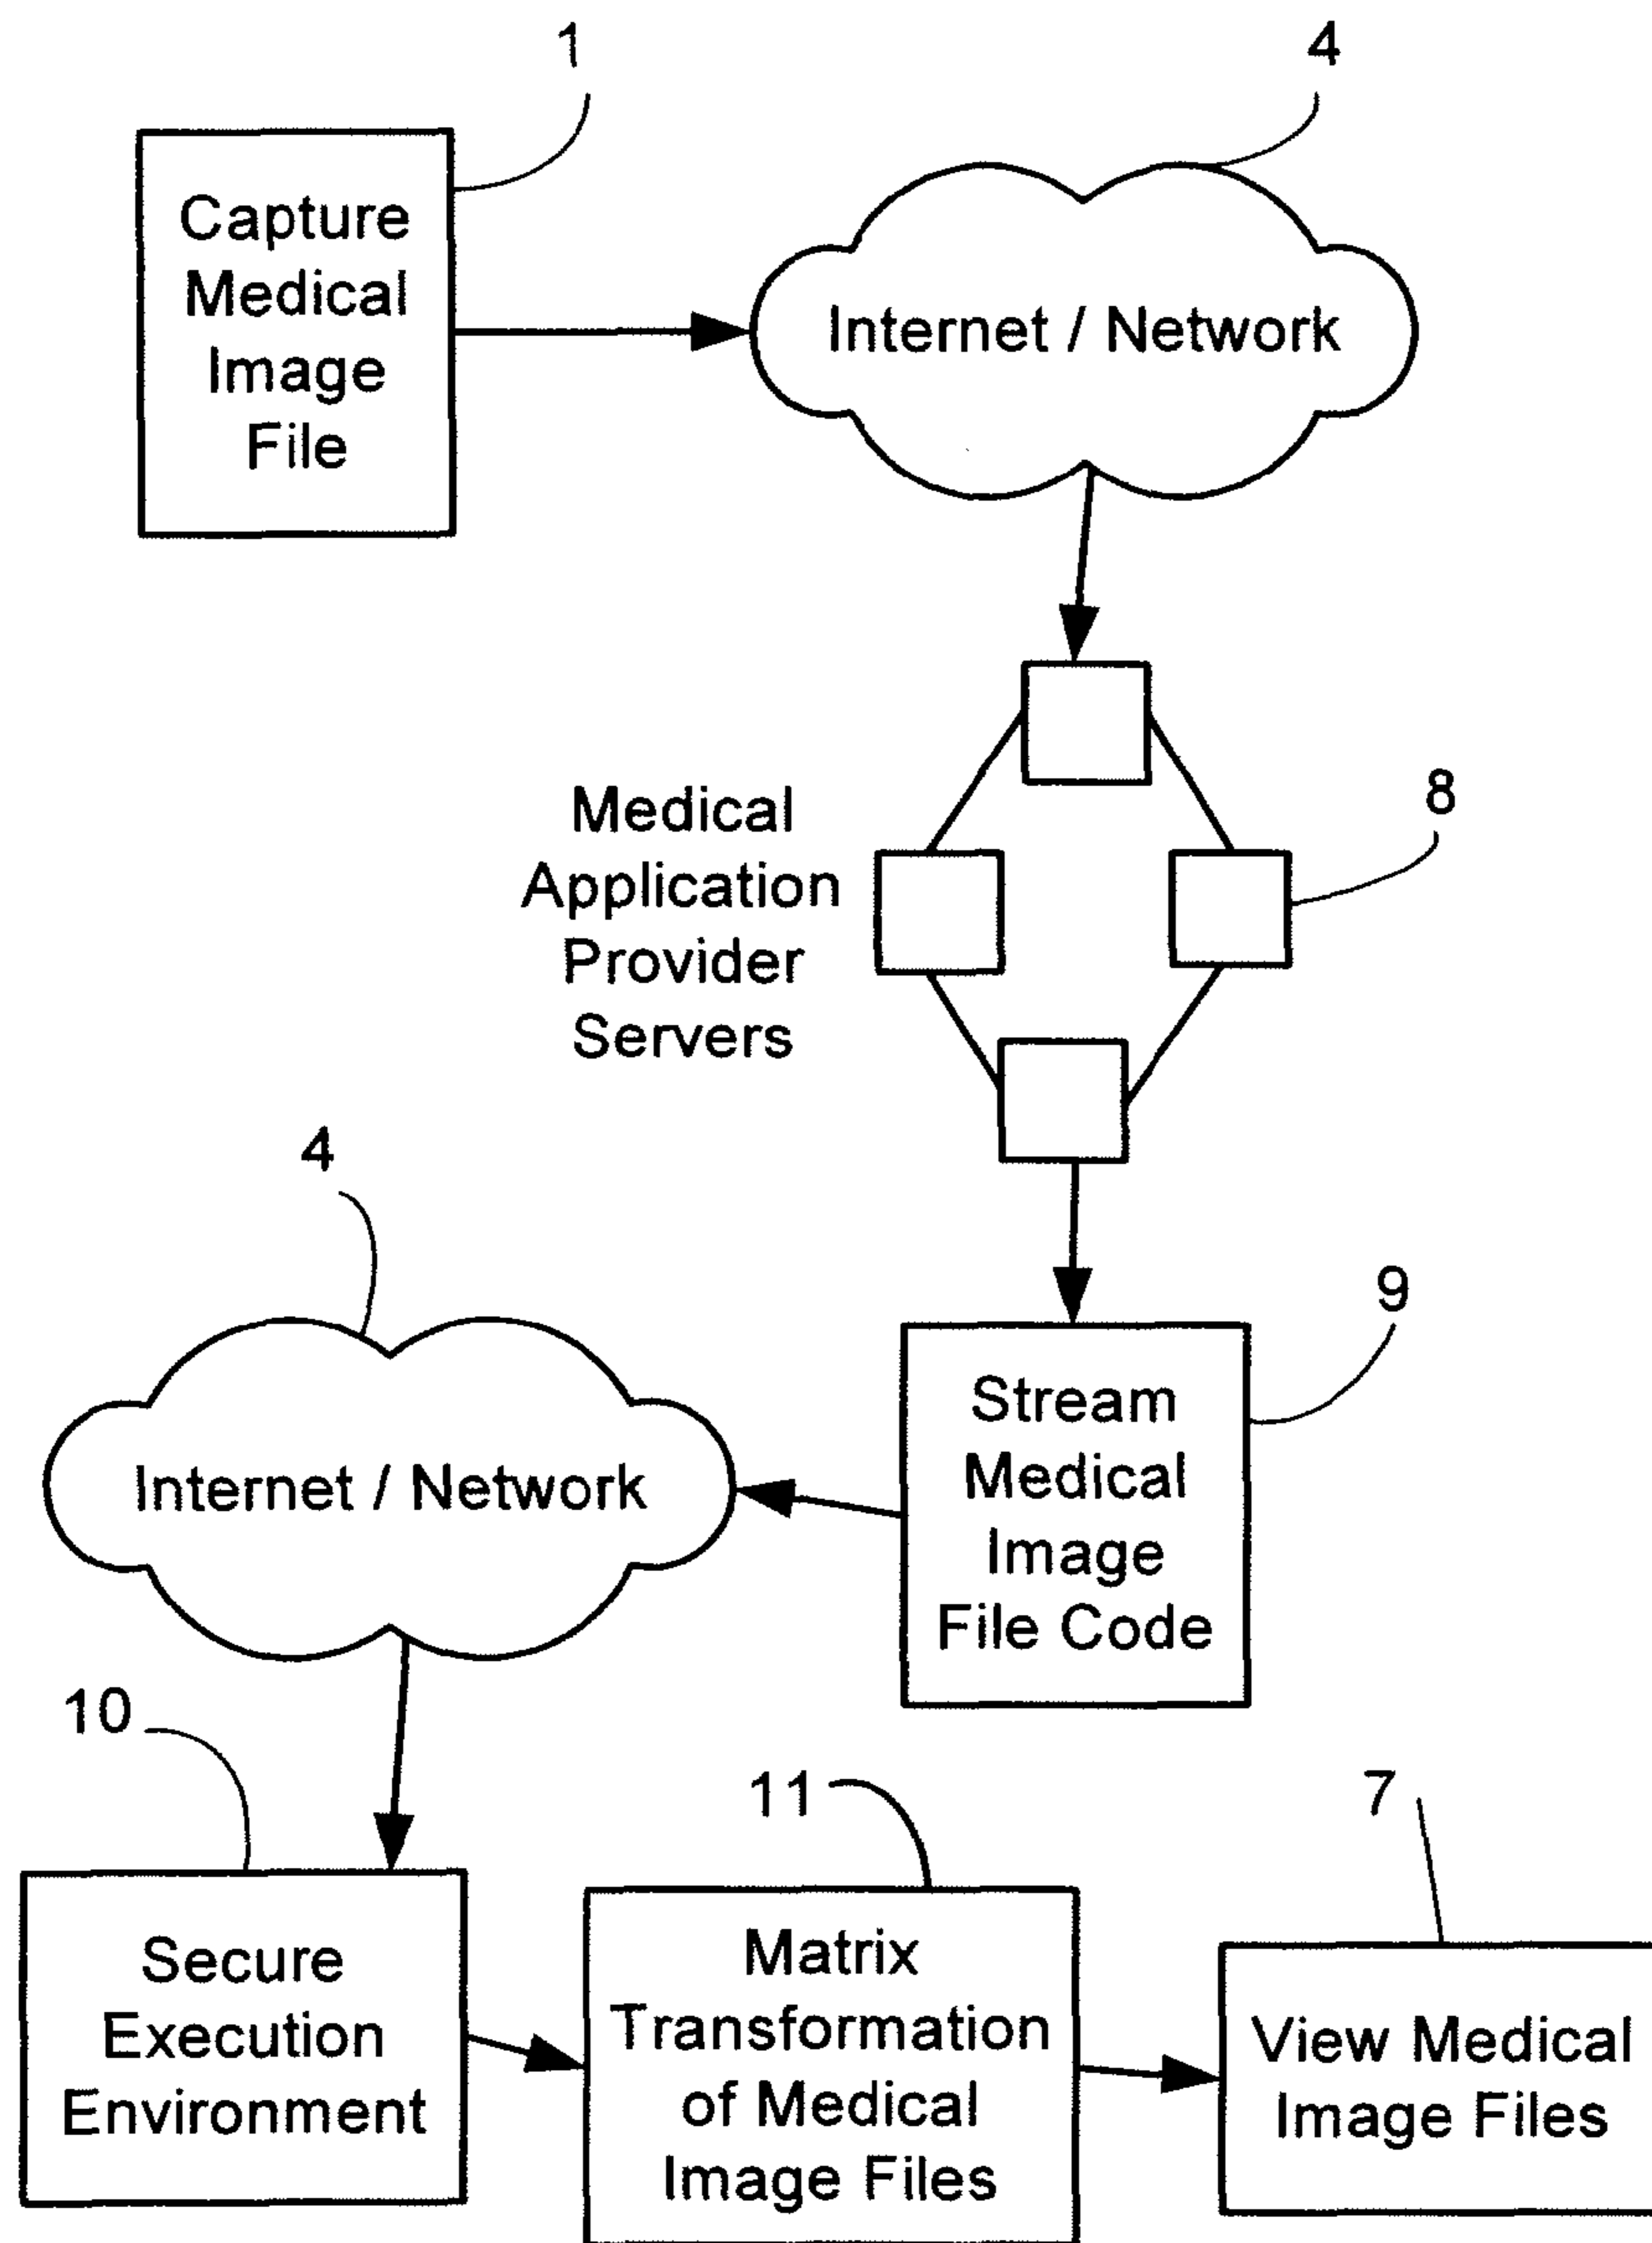 1
4
Capture
Medical
Image
File
Internet / Network
Medical
Application
Provider
Servers
8
4
9
Internet / Network
Stream
Medical
Image
File Code
10
11
7
Secure
Execution
Environment
Matrix
Transformation
of Medical
Image Files
View Medical
Image Files